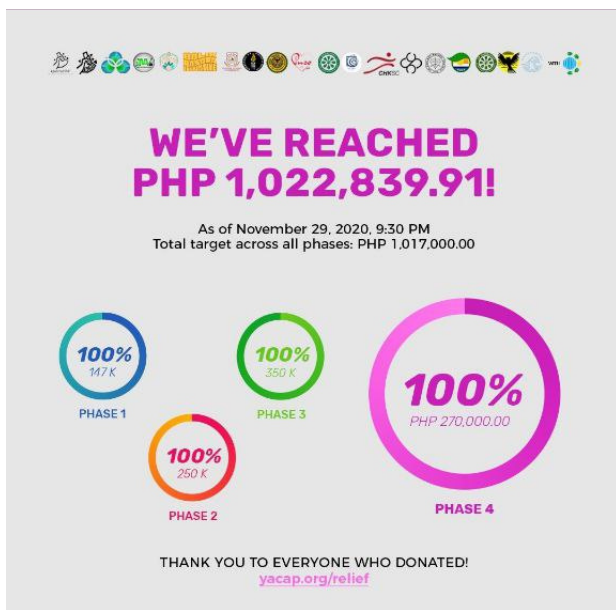 CHKSC
WE'VE REACHED
PHP 1,022,839.91!
As of November 29, 2020, 9:30 PM
Total target across all phases: PHP 1,017,000.00
100%
147 K
PHASE 1
100%
350 K
PHASE 3
100%
PHP 270,000.00
PHASE 4
100%
250 K
PHASE 2
THANK YOU TO EVERYONE WHO DONATED!
yacap.org/relief